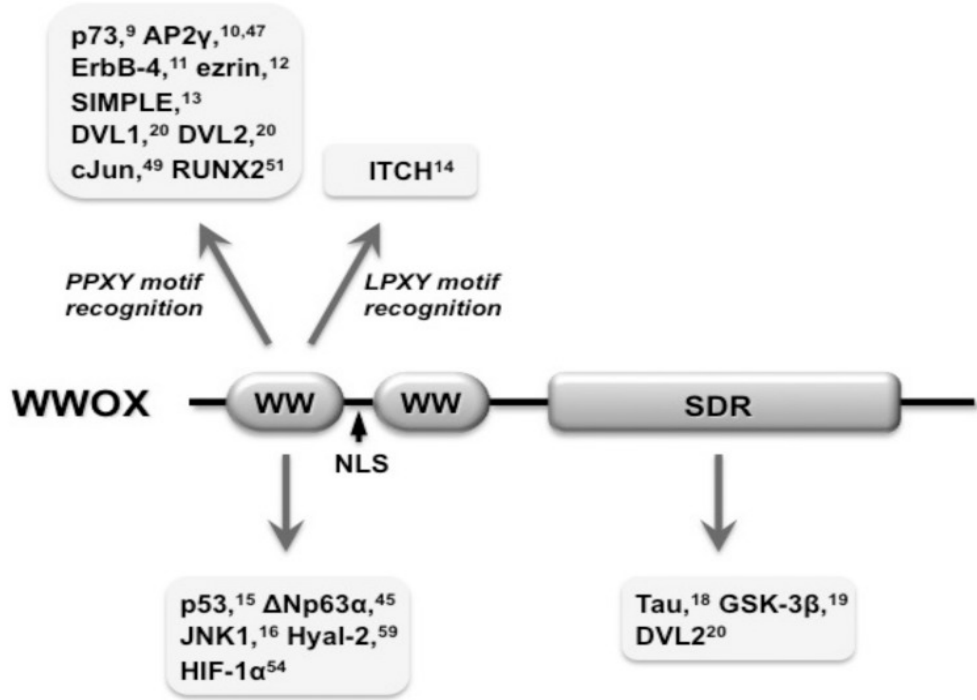 p73,⁹ AP2γ,¹⁰,⁴⁷
ErbB-4,¹¹ ezrin,¹²
SIMPLE,¹³
DVL1,²⁰ DVL2,²⁰
cJun,⁴⁹ RUNX2⁵¹
ITCH¹⁴
PPXY motif
recognition
LPXY motif
recognition
WWOX
WW
WW
SDR
NLS
p53,¹⁵ ΔNp63α,⁴⁵
JNK1,¹⁶ Hyal-2,⁵⁹
HIF-1α⁵⁴
Tau,¹⁸ GSK-3β,¹⁹
DVL2²⁰